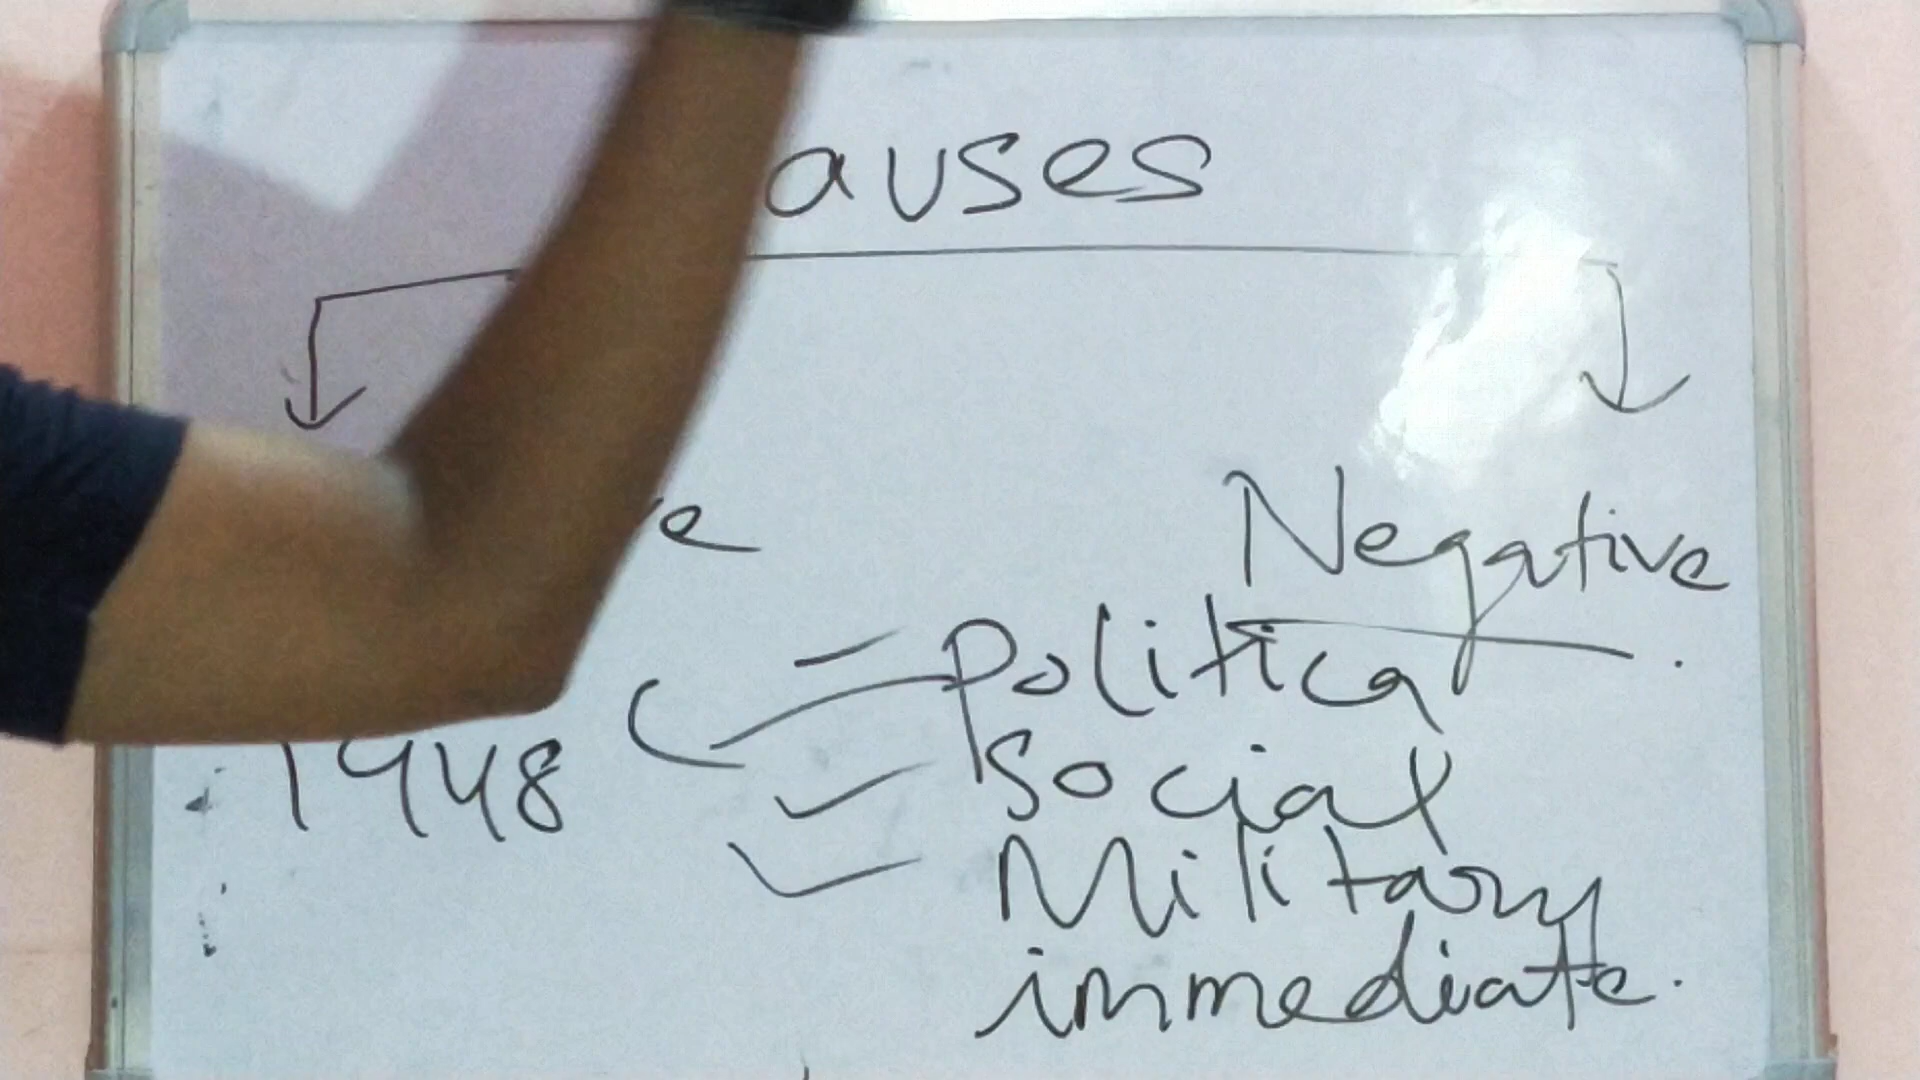 auses
e Negative
Political
1948 Social
Military
immediate.